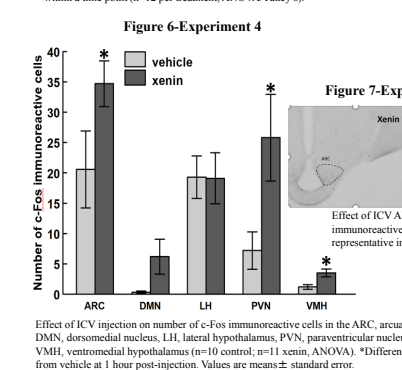 Figure 6-Experiment 4
Number of c-Fos immunoreactive cells
40
35
30
25
20
15
10
5
0
vehicle
xenin
*
*
*
ARC
DMN
LH
PVN
VMH
Figure 7-Exp
Xenin
ARC
Effect of ICV A
immunoreactive
representative i
Effect of ICV injection on number of c-Fos immunoreactive cells in the ARC, arcua
DMN, dorsomedial nucleus, LH, lateral hypothalamus, PVN, paraventricular nucle
VMH, ventromedial hypothalamus (n=10 control; n=11 xenin, ANOVA). *Differen
from vehicle at 1 hour post-injection. Values are means± standard error.